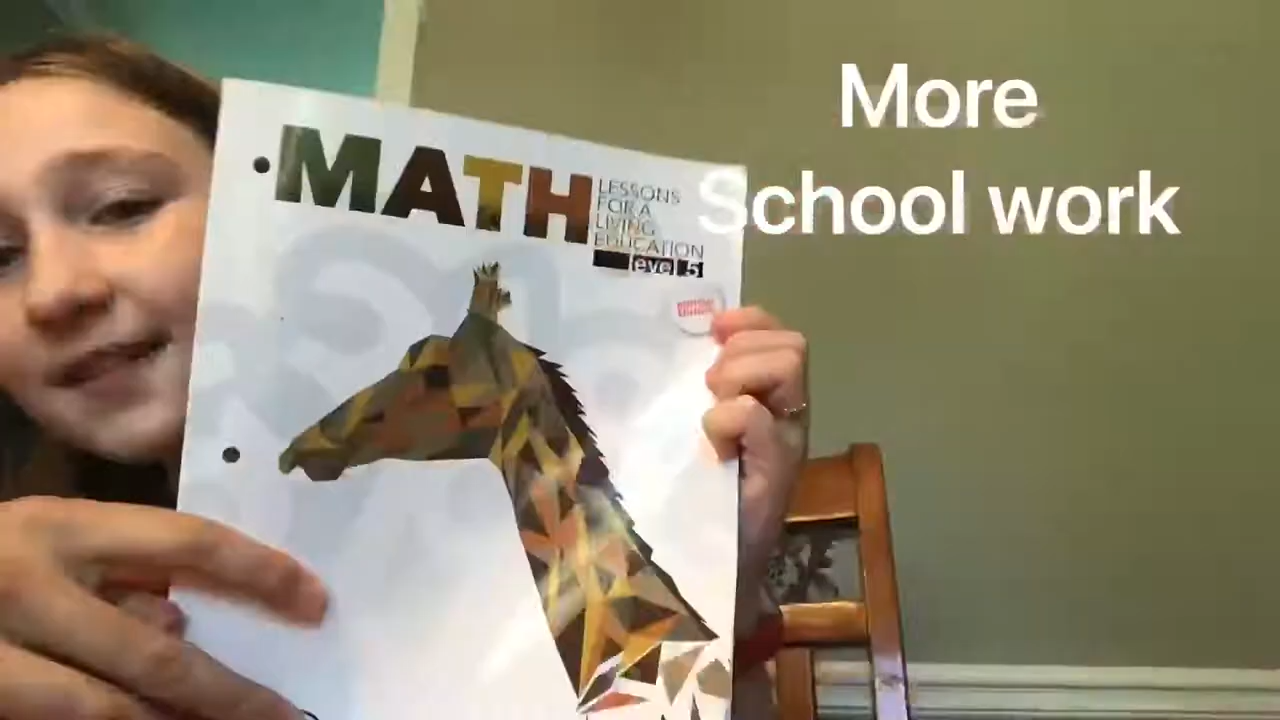 More
School work
MATH
LESSONS
FOR A
LIVING
EDUCATION
Level 5